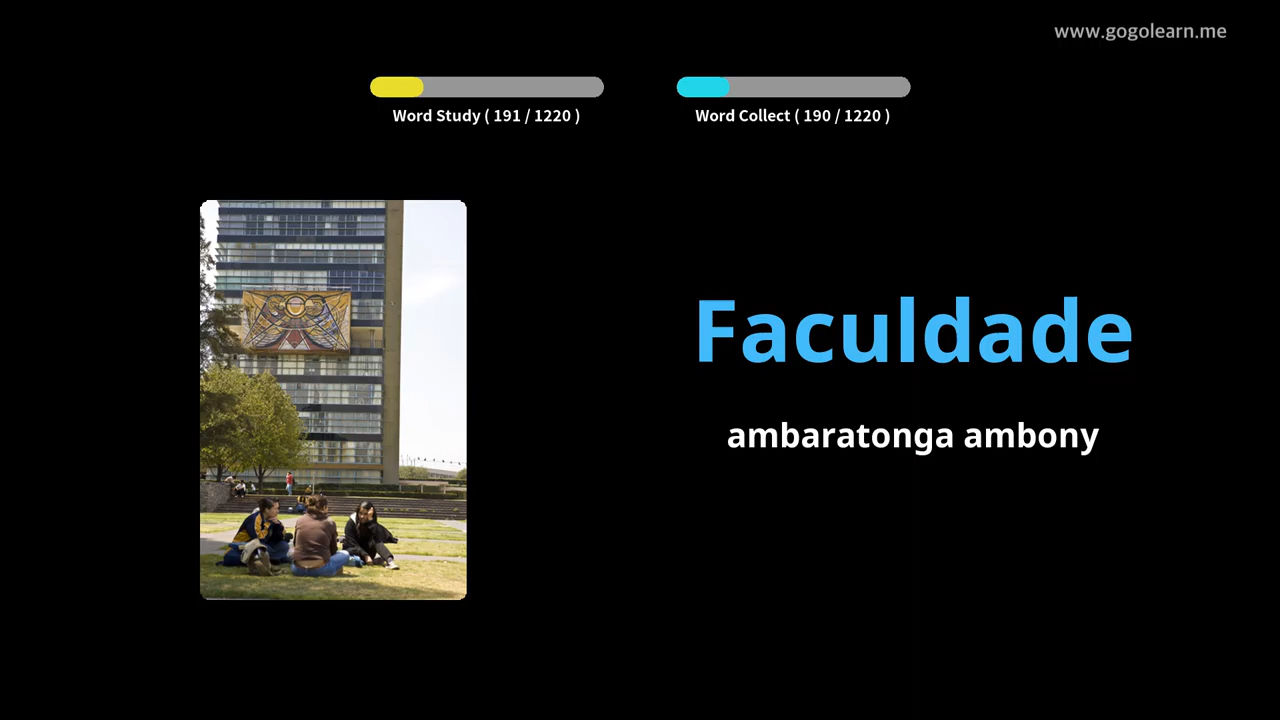 www.gogolearn.me
Word Study ( 191 / 1220 )
Word Collect ( 190 / 1220 )
Faculdade
ambaratonga ambony